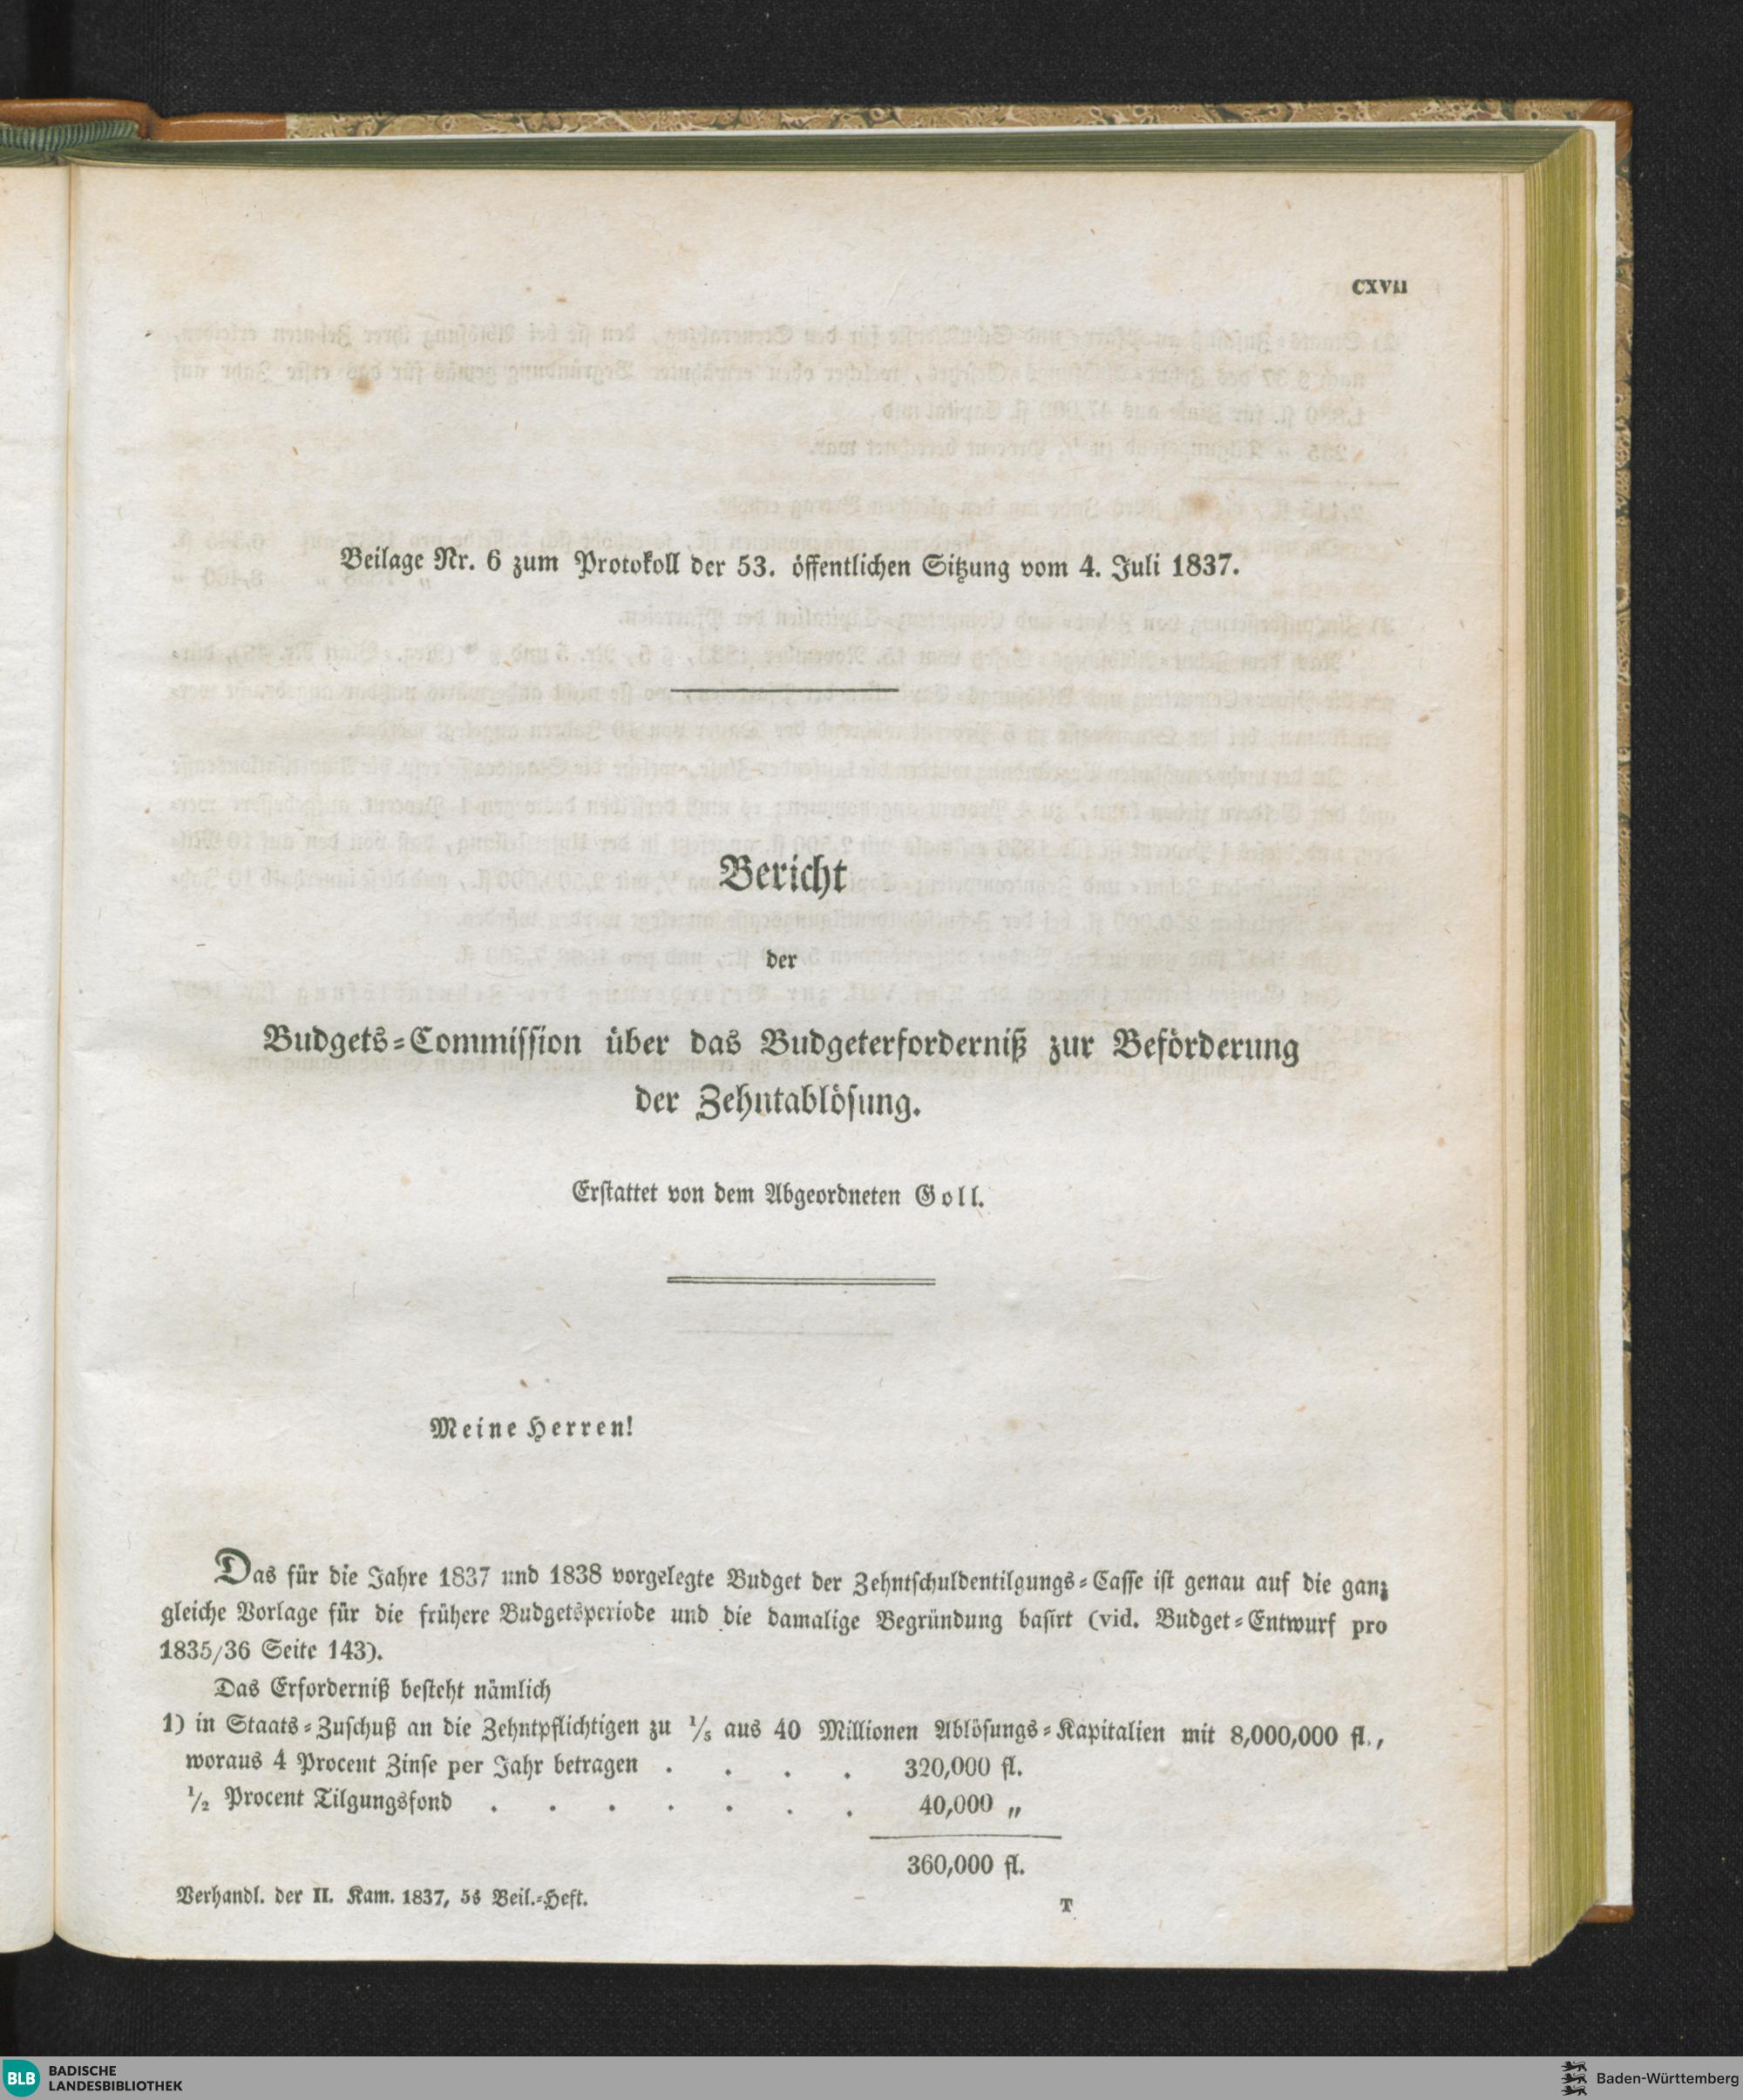 CXVII
Beilage Nr. 6 zum Protokoll der 53. öffentlichen Sitzung vom 4. Juli 1837.
Bericht
der
Budgets-Commission über das Budgeterforderniß zur Beförderung
der Zehntablösung.
Erstattet von dem Abgeordneten Goll.
Meine Herren!
Das für die Jahre 1837 und 1838 vorgelegte Budget der Zehntschuldentilgungs-Casse ist genau auf die ganz
gleiche Vorlage für die frühere Budgetsperiode und die damalige Begründung basirt (vid. Budget-Entwurf pro
1835/36 Seite 143).
Das Erforderniß besteht nämlich
1) in Staats-Zuschuß an die Zehntpflichtigen zu 1/5 aus 40 Millionen Ablösungs-Kapitalien mit 8,000,000 fl.,
woraus 4 Procent Zinse per Jahr betragen . . . . 320,000 fl.
1/2 Procent Tilgungsfond . . . . . . . 40,000 „
360,000 fl.
Verhandl. der II. Kam. 1837, 5s Beil.-Heft. T
BLB BADISCHE
LANDESBIBLIOTHEK
Baden-Württemberg